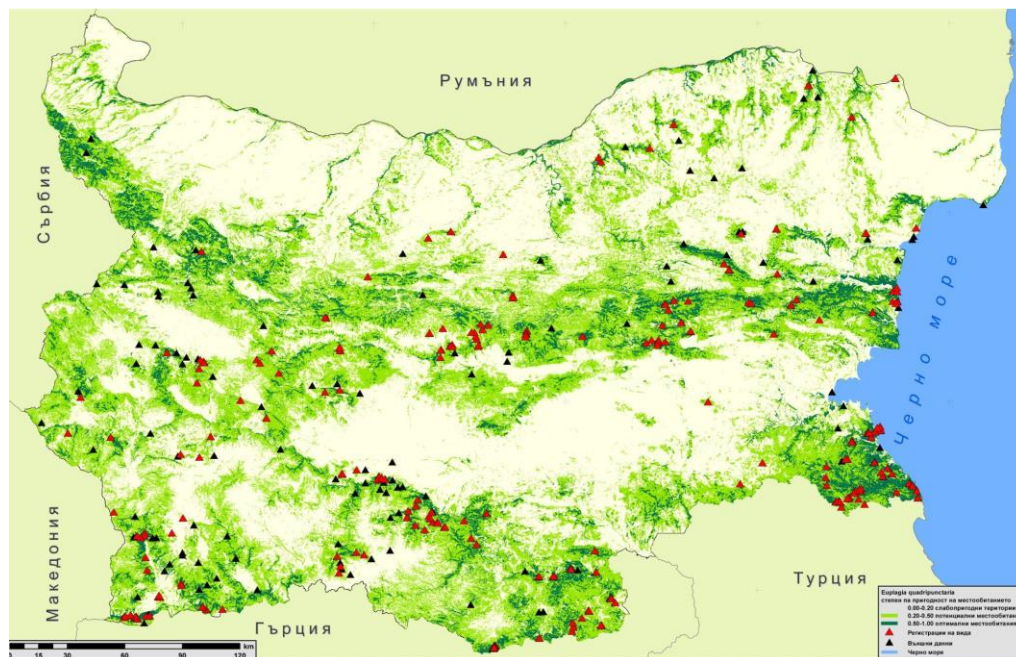 Румъния
Сърбия
Черно море
Македония
Турция
Гърция
Euplagia quadripunctaria
степен на пригодност на местообитанието
0.00-0.20 слабопригодни територии
0.20-0.50 потенциални местообитан
0.50-1.00 оптимални местообитания
Регистрации на вида
Външни данни
Черно море
0 15 30 60 90 120 km